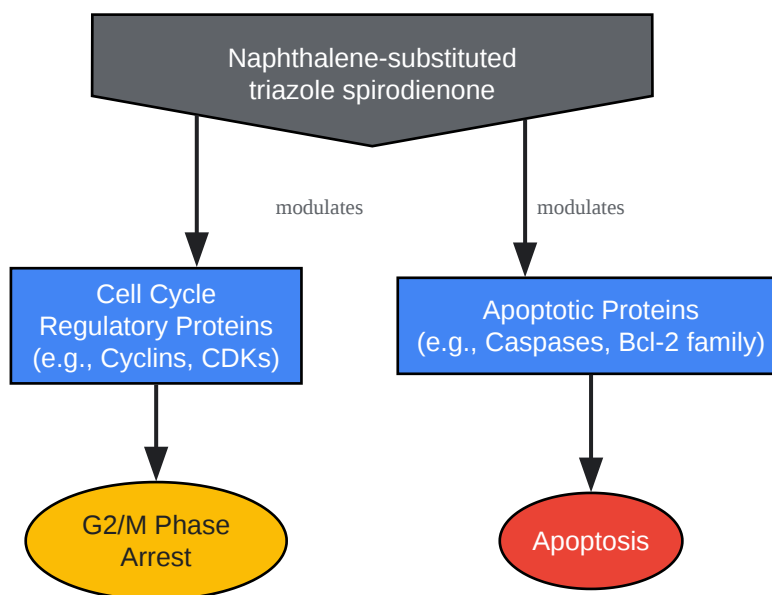 Naphthalene-substituted
triazole spirodienone
modulates
modulates
Cell Cycle
Regulatory Proteins
(e.g., Cyclins, CDKs)
Apoptotic Proteins
(e.g., Caspases, Bcl-2 family)
G2/M Phase
Arrest
Apoptosis